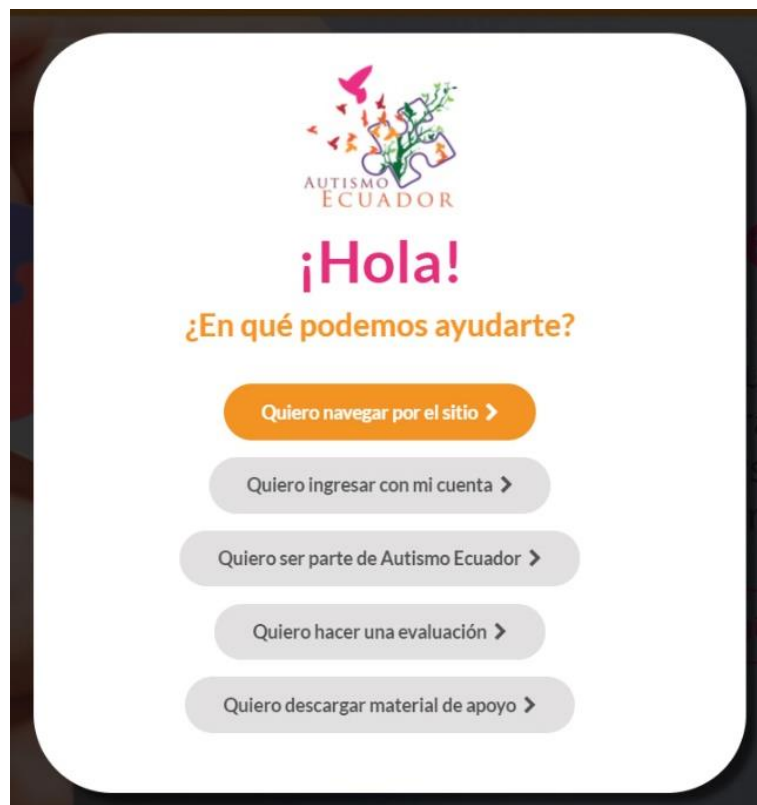 AUTISMO
ECUADOR
¡Hola!
¿En qué podemos ayudarte?
Quiero navegar por el sitio
Quiero ingresar con mi cuenta
Quiero ser parte de Autismo Ecuador
Quiero hacer una evaluación
Quiero descargar material de apoyo